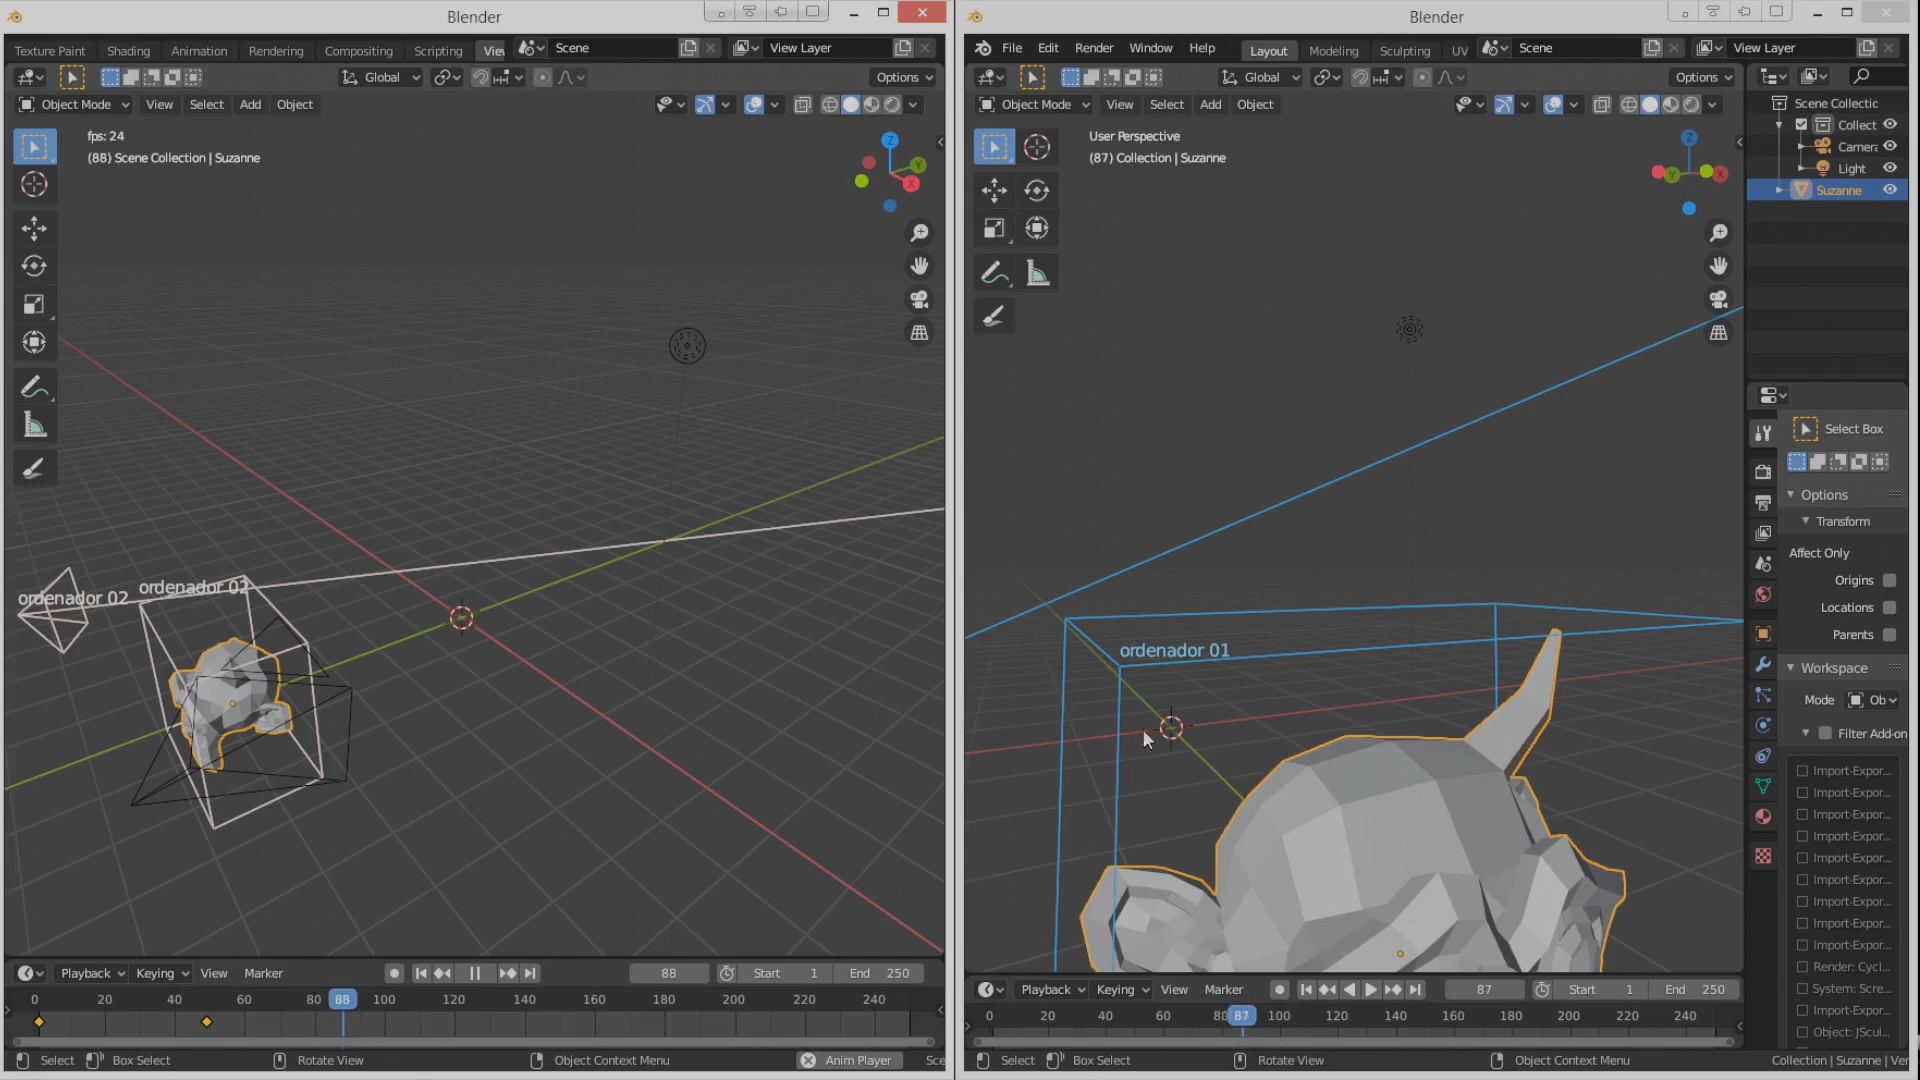 Blender
Texture Paint Shading Animation Rendering Compositing Scripting Scene View Layer
Global Options
Object Mode View Select Add Object
fps: 24
(88) Scene Collection | Suzanne
Z
Y
X
ordenador 02
ordenador 02
Playback Keying View Marker 88 Start 1 End 250
0 20 40 60 80 88 100 120 140 160 180 200 220 240
Select Box Select Rotate View Object Context Menu Anim Player Sce
Blender
File Edit Render Window Help Layout Modeling Sculpting UV Scene View Layer
Global Options
Object Mode View Select Add Object
User Perspective
(87) Collection | Suzanne
Z
Y X
ordenador 01
Scene Collectic
Collect
Camera
Light
Suzanne
Select Box
Options
Transform
Affect Only
Origins
Locations
Parents
Workspace
Mode Ob
Filter Add-on
Import-Expor...
Import-Expor...
Import-Expor...
Import-Expor...
Import-Expor...
Import-Expor...
Import-Expor...
Import-Expor...
Import-Expor...
Render: Cycl...
System: Scre...
Import-Expor...
Object: JScul...
Playback Keying View Marker 87 Start 1 End 250
0 20 40 60 80 87 100 120 140 160 180 200 220 240
Select Box Select Rotate View Object Context Menu Collection | Suzanne | Ver